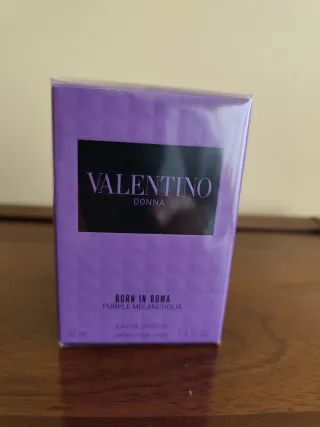 VALENTINO
DONNA
BORN IN ROMA
PURPLE MELANCHOLIA
EAU DE PARFUM